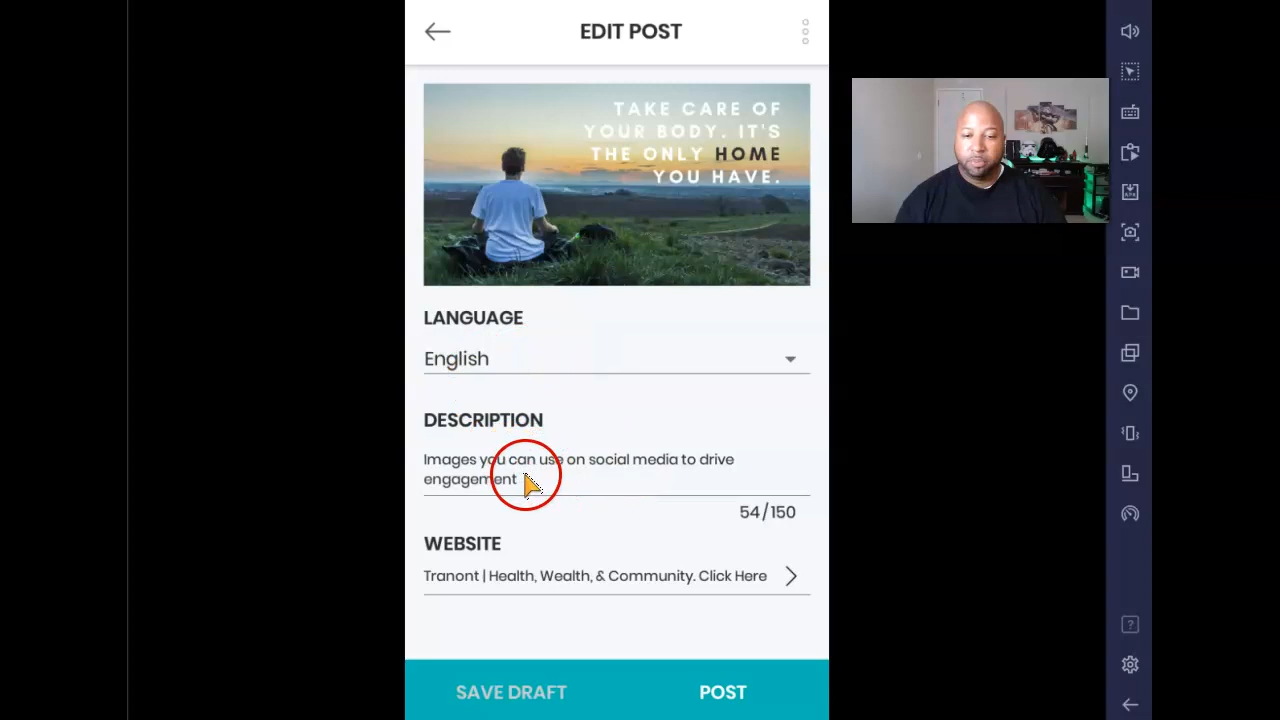 EDIT POST
TAKE CARE OF
YOUR BODY. IT'S
THE ONLY HOME
YOU HAVE.
LANGUAGE
English
DESCRIPTION
Images you can use on social media to drive
engagement
54/150
WEBSITE
Tranont | Health, Wealth, & Community. Click Here
SAVE DRAFT
POST
?